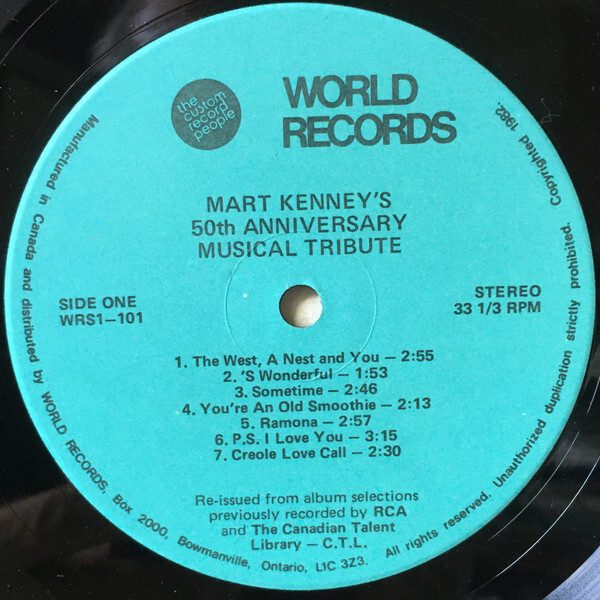 the
custom
record
people
WORLD
RECORDS
MART KENNEY'S
50th ANNIVERSARY
MUSICAL TRIBUTE
SIDE ONE
WRS1–101
STEREO
33 1/3 RPM
1. The West, A Nest and You – 2:55
2. 'S Wonderful – 1:53
3. Sometime – 2:46
4. You're An Old Smoothie – 2:13
5. Ramona – 2:57
6. P.S. I Love You – 3:15
7. Creole Love Call – 2:30
Re-issued from album selections
previously recorded by RCA
and The Canadian Talent
Library – C.T.L.
Manufactured in Canada and distributed by WORLD RECORDS, Box 2000, Bowmanville, Ontario, L1C 3Z3. All rights reserved. Unauthorized duplication strictly prohibited. Copyrighted 1982.